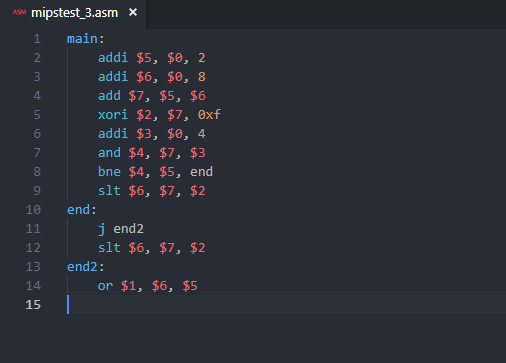 ASM mipstest_3.asm ×
1 main:
2 addi $5, $0, 2
3 addi $6, $0, 8
4 add $7, $5, $6
5 xori $2, $7, 0xf
6 addi $3, $0, 4
7 and $4, $7, $3
8 bne $4, $5, end
9 slt $6, $7, $2
10 end:
11 j end2
12 slt $6, $7, $2
13 end2:
14 or $1, $6, $5
15